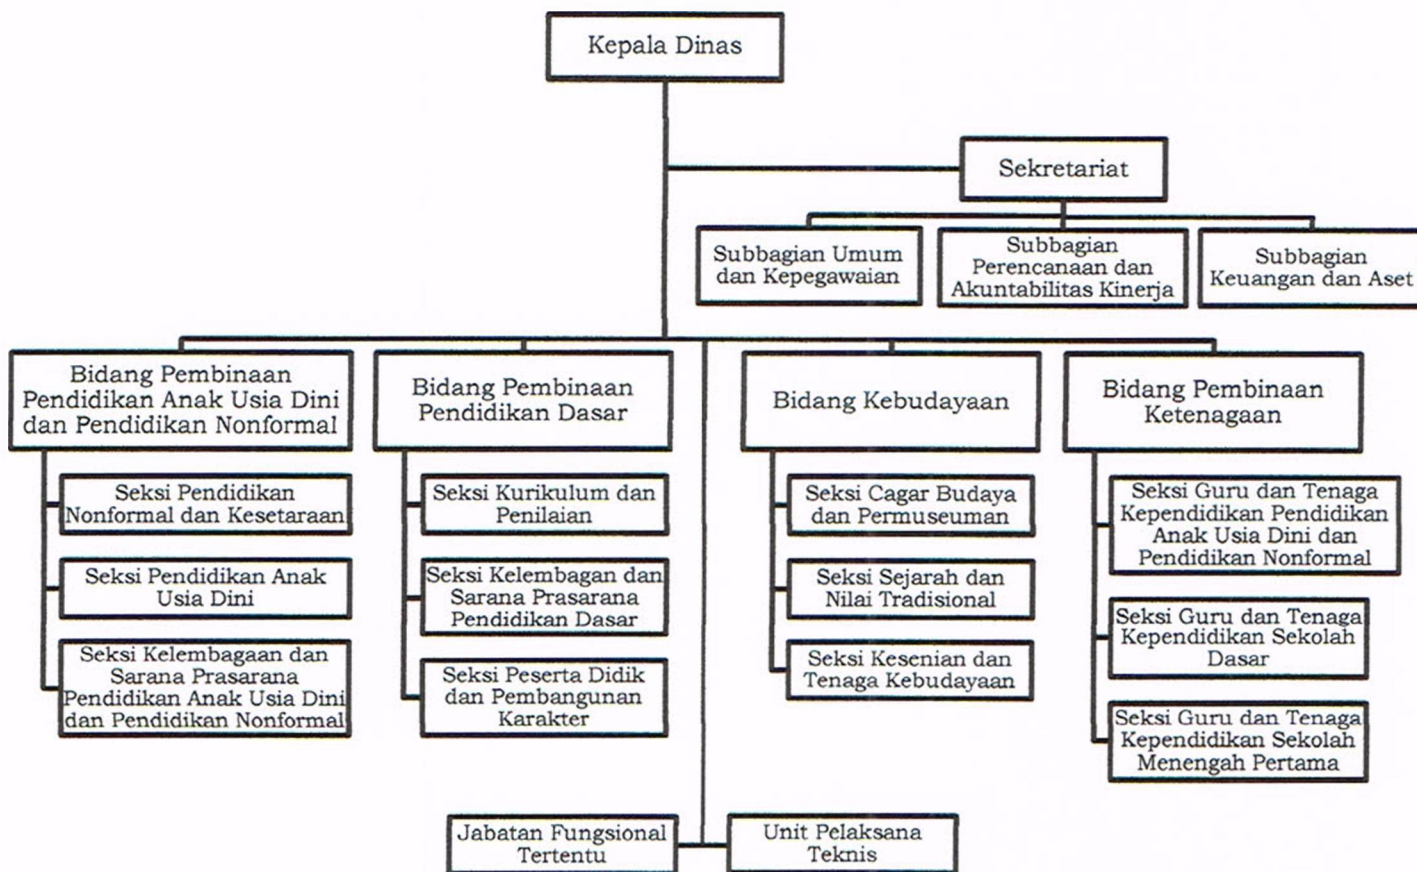 Kepala Dinas
Sekretariat
Subbagian Umum
dan Kepegawaian
Subbagian
Perencanaan dan
Akuntabilitas Kinerja
Subbagian
Keuangan dan Aset
Bidang Pembinaan
Pendidikan Anak Usia Dini
dan Pendidikan Nonformal
Seksi Pendidikan
Nonformal dan Kesetaraan
Seksi Pendidikan Anak
Usia Dini
Seksi Kelembagaan dan
Sarana Prasarana
Pendidikan Anak Usia Dini
dan Pendidikan Nonformal
Bidang Pembinaan
Pendidikan Dasar
Seksi Kurikulum dan
Penilaian
Seksi Kelembagan dan
Sarana Prasarana
Pendidikan Dasar
Seksi Peserta Didik
dan Pembangunan
Karakter
Bidang Kebudayaan
Seksi Cagar Budaya
dan Permuseuman
Seksi Sejarah dan
Nilai Tradisional
Seksi Kesenian dan
Tenaga Kebudayaan
Bidang Pembinaan
Ketenagaan
Seksi Guru dan Tenaga
Kependidikan Pendidikan
Anak Usia Dini dan
Pendidikan Nonformal
Seksi Guru dan Tenaga
Kependidikan Sekolah
Dasar
Seksi Guru dan Tenaga
Kependidikan Sekolah
Menengah Pertama
Jabatan Fungsional
Tertentu
Unit Pelaksana
Teknis